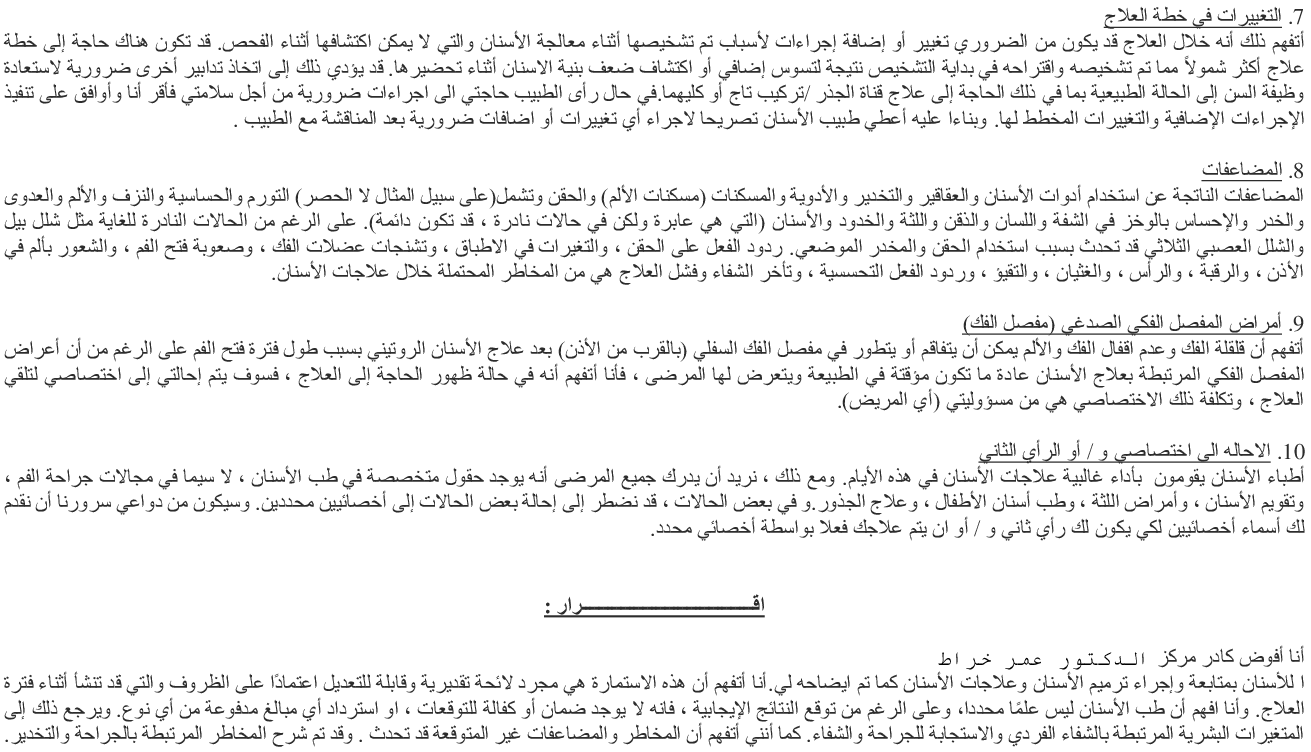 7. التغييرات في خطة العلاج
أتفهم ذلك أنه خلال العلاج قد يكون من الضروري تغيير أو إضافة إجراءات لأسباب تم تشخيصها أثناء معالجة الأسنان والتي لا يمكن اكتشافها أثناء الفحص. قد تكون هناك حاجة إلى خطة
علاج أكثر شمولاً مما تم تشخيصه واقتراحه في بداية التشخيص نتيجة لتسوس إضافي أو اكتشاف ضعف بنية الاسنان أثناء تحضيرها. قد يؤدي ذلك إلى اتخاذ تدابير أخرى ضرورية لاستعادة
وظيفة السن إلى الحالة الطبيعية بما في ذلك الحاجة إلى علاج قناة الجذر /تركيب تاج أو كليهما.في حال رأى الطبيب حاجتي الى اجراءات ضرورية من أجل سلامتي فأقر أنا وأوافق على تنفيذ
الإجراءات الإضافية والتغييرات المخطط لها. وبناءا عليه أعطي طبيب الأسنان تصريحا لاجراء أي تغييرات أو اضافات ضرورية بعد المناقشة مع الطبيب .
8. المضاعفات
المضاعفات الناتجة عن استخدام أدوات الأسنان والعقاقير والتخدير والأدوية والمسكنات (مسكنات الألم) والحقن وتشمل(على سبيل المثال لا الحصر) التورم والحساسية والنزف والألم والعدوى
والخدر والإحساس بالوخز في الشفة واللسان والذقن واللثة والخدود والأسنان (التي هي عابرة ولكن في حالات نادرة ، قد تكون دائمة). على الرغم من الحالات النادرة للغاية مثل شلل بيل
والشلل العصبي الثلاثي قد تحدث بسبب استخدام الحقن والمخدر الموضعي. ردود الفعل على الحقن ، والتغيرات في الاطباق ، وتشنجات عضلات الفك ، وصعوبة فتح الفم ، والشعور بألم في
الأذن ، والرقبة ، والرأس ، والغثيان ، والتقيؤ ، وردود الفعل التحسسية ، وتأخر الشفاء وفشل العلاج هي من المخاطر المحتملة خلال علاجات الأسنان.
9. أمراض المفصل الفكي الصدغي (مفصل الفك)
أتفهم أن قلقلة الفك وعدم اقفال الفك والألم يمكن أن يتفاقم أو يتطور في مفصل الفك السفلي (بالقرب من الأذن) بعد علاج الأسنان الروتيني بسبب طول فترة فتح الفم على الرغم من أن أعراض
المفصل الفكي المرتبطة بعلاج الأسنان عادة ما تكون مؤقتة في الطبيعة ويتعرض لها المرضى ، فأنا أتفهم أنه في حالة ظهور الحاجة إلى العلاج ، فسوف يتم إحالتي إلى اختصاصي لتلقي
العلاج ، وتكلفة ذلك الاختصاصي هي من مسؤوليتي (أي المريض).
10. الاحاله الى اختصاصي و / أو الرأي الثاني
أطباء الأسنان يقومون بأداء غالبية علاجات الأسنان في هذه الأيام. ومع ذلك ، نريد أن يدرك جميع المرضى أنه يوجد حقول متخصصة في طب الأسنان ، لا سيما في مجالات جراحة الفم ،
وتقويم الأسنان ، وأمراض اللثة ، وطب أسنان الأطفال ، وعلاج الجذور.و في بعض الحالات ، قد نضطر إلى إحالة بعض الحالات إلى أخصائيين محددين. وسيكون من دواعي سرورنا أن نقدم
لك أسماء أخصائيين لكي يكون لك رأي ثاني و / أو ان يتم علاجك فعلا بواسطة أخصائي محدد.
اقـــــــــــــــــــــرار :
أنا أفوض كادر مركز الدكتور عمر خراط
ا للأسنان بمتابعة وإجراء ترميم الأسنان وعلاجات الأسنان كما تم ايضاحه لي.أنا أتفهم أن هذه الاستمارة هي مجرد لائحة تقديرية وقابلة للتعديل اعتمادًا على الظروف والتي قد تنشأ أثناء فترة
العلاج. وأنا افهم أن طب الأسنان ليس علمًا محددا، وعلى الرغم من توقع النتائج الإيجابية ، فانه لا يوجد ضمان أو كفالة للتوقعات ، او استرداد أي مبالغ مدفوعة من أي نوع. ويرجع ذلك إلى
المتغيرات البشرية المرتبطة بالشفاء الفردي والاستجابة للجراحة والشفاء. كما أنني أتفهم أن المخاطر والمضاعفات غير المتوقعة قد تحدث . وقد تم شرح المخاطر المرتبطة بالجراحة والتخدير.